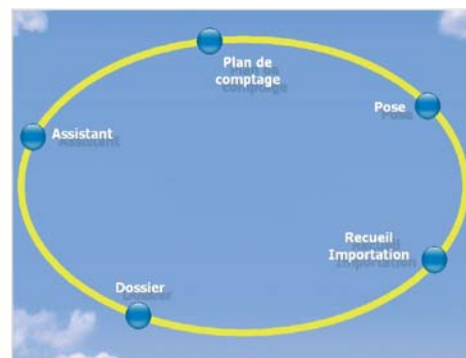 Plan de
comptage
Pose
Assistant
Recueil
Importation
Dossier